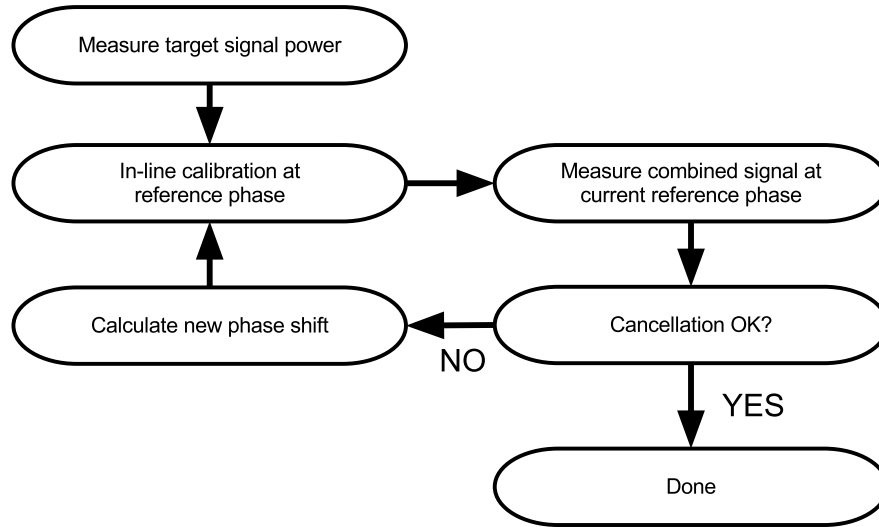 Measure target signal power
In-line calibration at
reference phase
Measure combined signal at
current reference phase
Calculate new phase shift
NO
Cancellation OK?
YES
Done